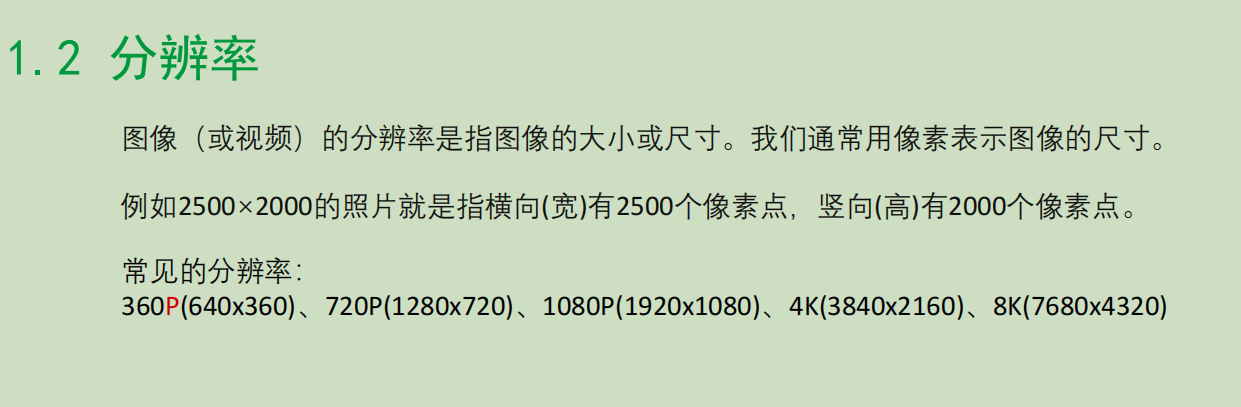 1.2 分辨率
图像（或视频）的分辨率是指图像的大小或尺寸。我们通常用像素表示图像的尺寸。
例如2500×2000的照片就是指横向(宽)有2500个像素点，竖向(高)有2000个像素点。
常见的分辨率：
360P(640x360)、720P(1280x720)、1080P(1920x1080)、4K(3840x2160)、8K(7680x4320)